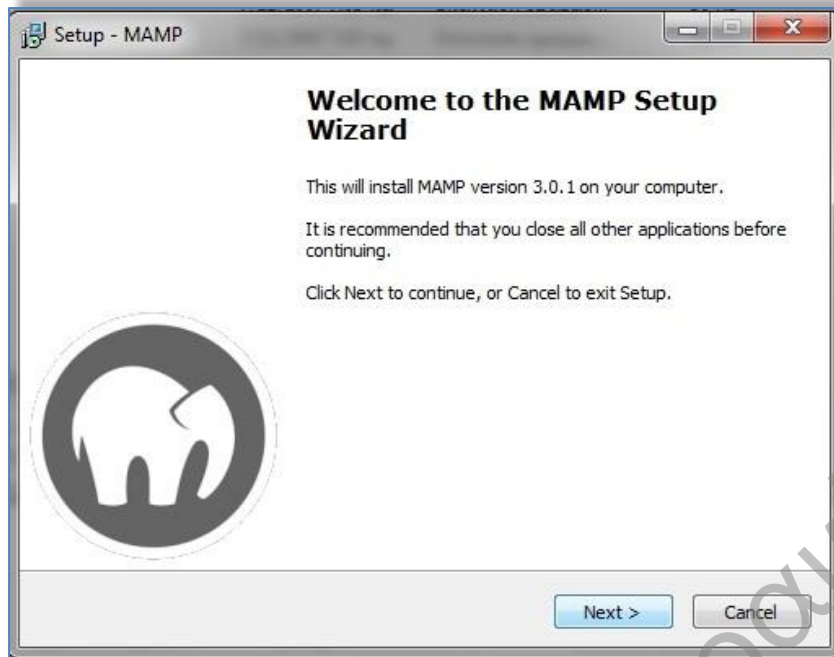 Setup - MAMP
Welcome to the MAMP Setup
Wizard
This will install MAMP version 3.0.1 on your computer.
It is recommended that you close all other applications before
continuing.
Click Next to continue, or Cancel to exit Setup.
Next >
Cancel